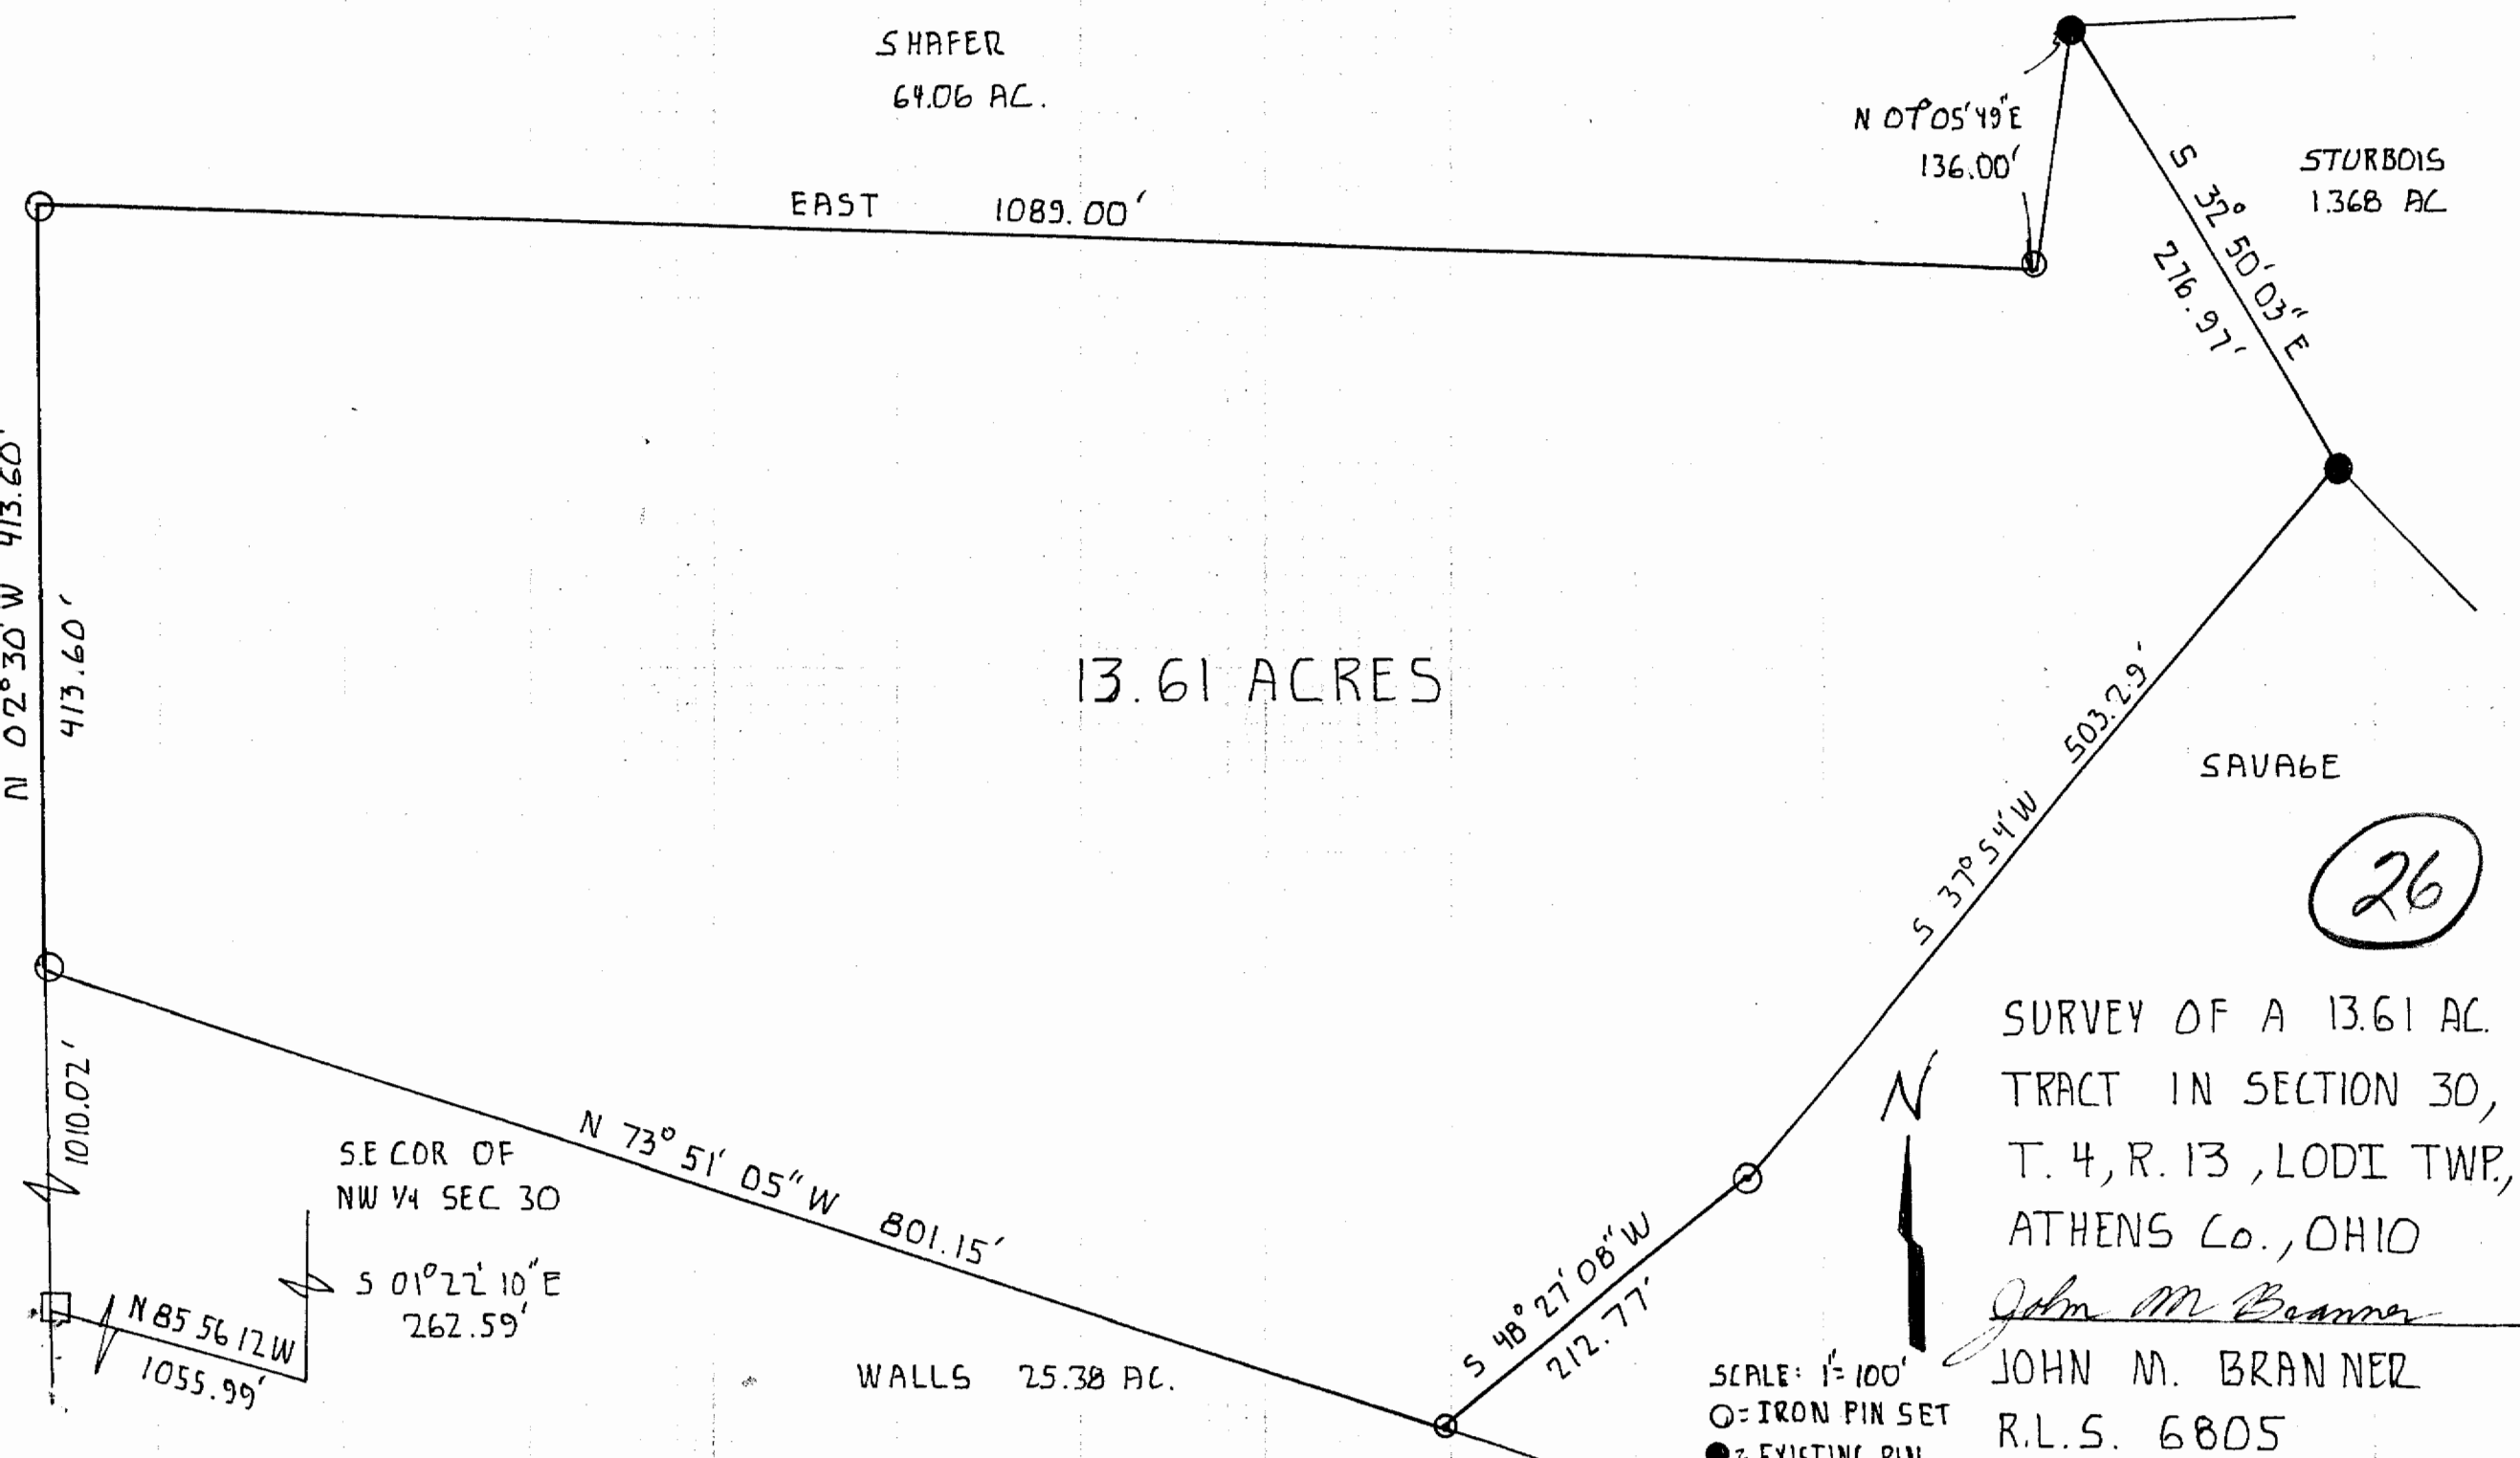 SHAFER
64.06 AC.
N 07°05'49"E
136.00'
S 32° 50' 03" E
276.97'
STURBOIS
1.368 AC
EAST 1089.00'
N 02°30' W 413.60'
413.60'
13.61 ACRES
503.29'
S 37°54'W
SAVAGE
26
1010.02'
S.E COR OF
NW 1/4 SEC 30
S 01°22' 10"E
262.59'
N 85 56 12 W
1055.99'
N 73° 51' 05" W 801.15'
WALLS 25.38 AC.
S 48° 27' 08" W
212.77'
N
SCALE: 1"=100'
O = IRON PIN SET
● = EXISTING PIN
SURVEY OF A 13.61 AC.
TRACT IN SECTION 30,
T. 4, R. 13, LODI TWP.,
ATHENS Co., OHIO
John M Branner
JOHN M. BRANNER
R.L.S. 6805